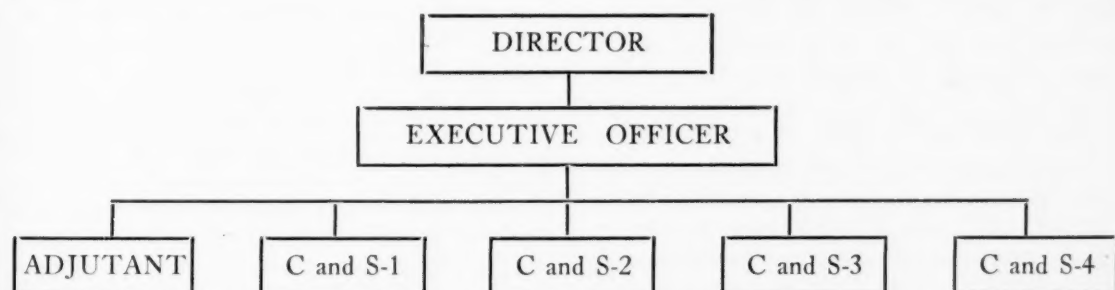 DIRECTOR
EXECUTIVE OFFICER
ADJUTANT
C and S-1
C and S-2
C and S-3
C and S-4